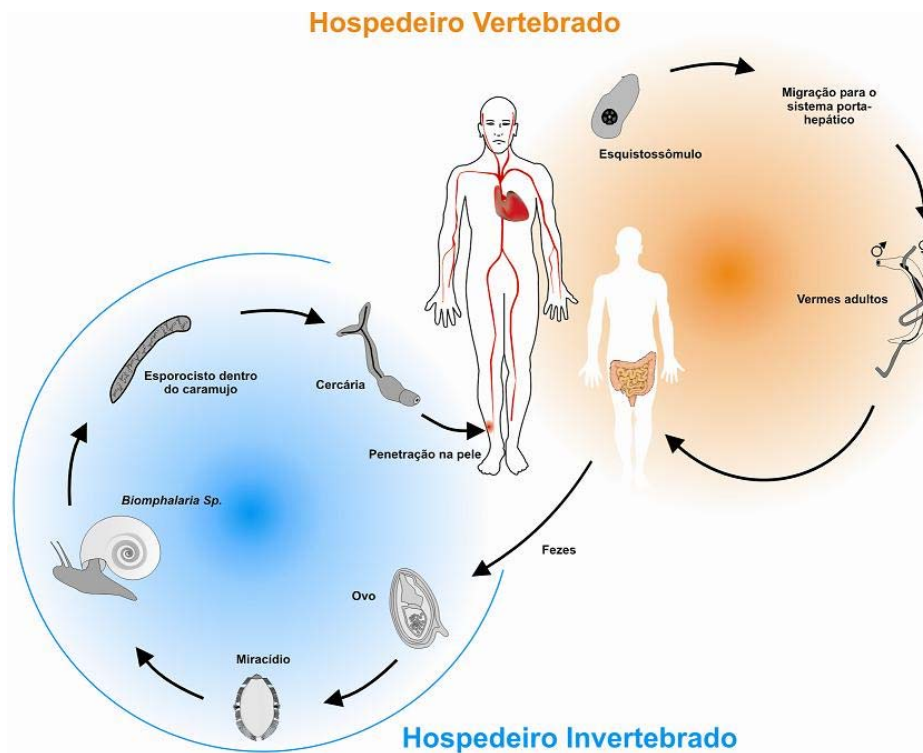 Hospedeiro Vertebrado
Migração para o
sistema porta-
hepático
Esquistossômulo
Vermes adultos
Esporocisto dentro
do caramujo
Cercária
Penetração na pele
Biomphalaria Sp.
Fezes
Ovo
Miracídio
Hospedeiro Invertebrado